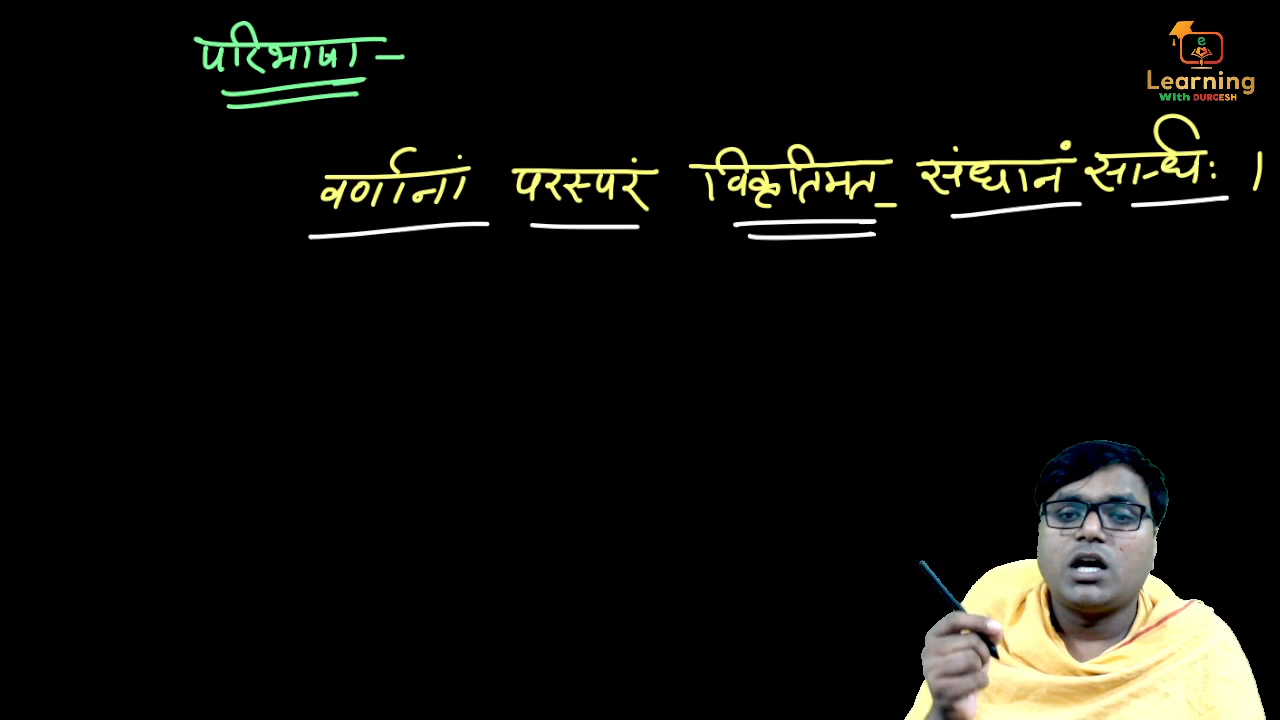 परिभाषा –
e
Learning
With DURGESH
वर्णानां परस्परं विकृतिमत् संधानं सन्धिः ।